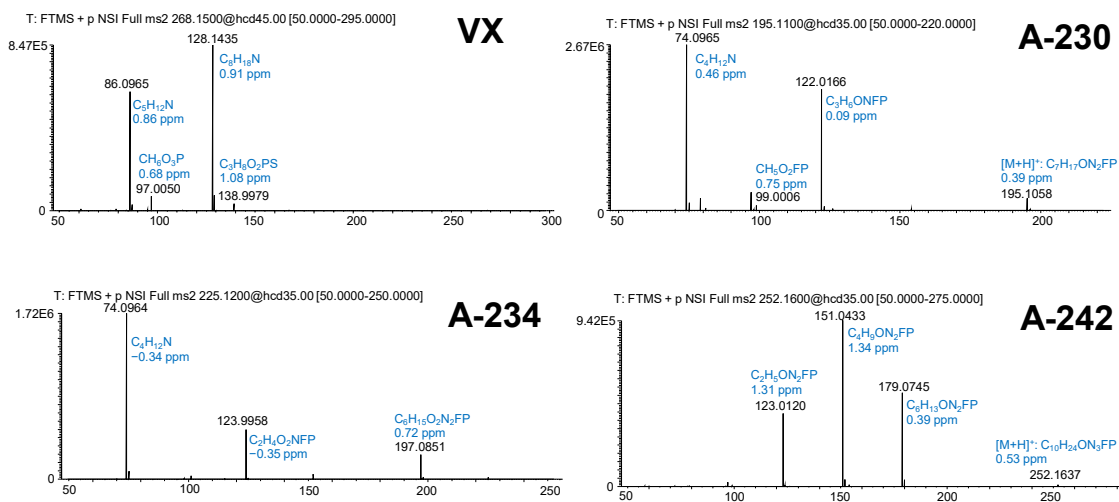 T: FTMS + p NSI Full ms2 268.1500@hcd45.00 [50.0000-295.0000]
VX
8.47E5
128.1435
C₈H₁₈N
0.91 ppm
86.0965
C₅H₁₂N
0.86 ppm
CH₆O₃P
0.68 ppm
97.0050
C₃H₈O₂PS
1.08 ppm
138.9979
0
50 100 150 200 250 300
T: FTMS + p NSI Full ms2 195.1100@hcd35.00 [50.0000-220.0000]
A-230
2.67E6
74.0965
C₄H₁₂N
0.46 ppm
122.0166
C₃H₆ONFP
0.09 ppm
CH₅O₂FP
0.75 ppm
99.0006
[M+H]⁺: C₇H₁₇ON₂FP
0.39 ppm
195.1058
0
50 100 150 200
T: FTMS + p NSI Full ms2 225.1200@hcd35.00 [50.0000-250.0000]
A-234
1.72E6
74.0964
C₄H₁₂N
−0.34 ppm
123.9958
C₂H₄O₂NFP
−0.35 ppm
C₆H₁₅O₂N₂FP
0.72 ppm
197.0851
0
50 100 150 200 250
T: FTMS + p NSI Full ms2 252.1600@hcd35.00 [50.0000-275.0000]
A-242
9.42E5
151.0433
C₄H₉ON₂FP
1.34 ppm
C₂H₅ON₂FP
1.31 ppm
123.0120
179.0745
C₆H₁₃ON₂FP
0.39 ppm
[M+H]⁺: C₁₀H₂₄ON₃FP
0.53 ppm
252.1637
0
50 100 150 200 250